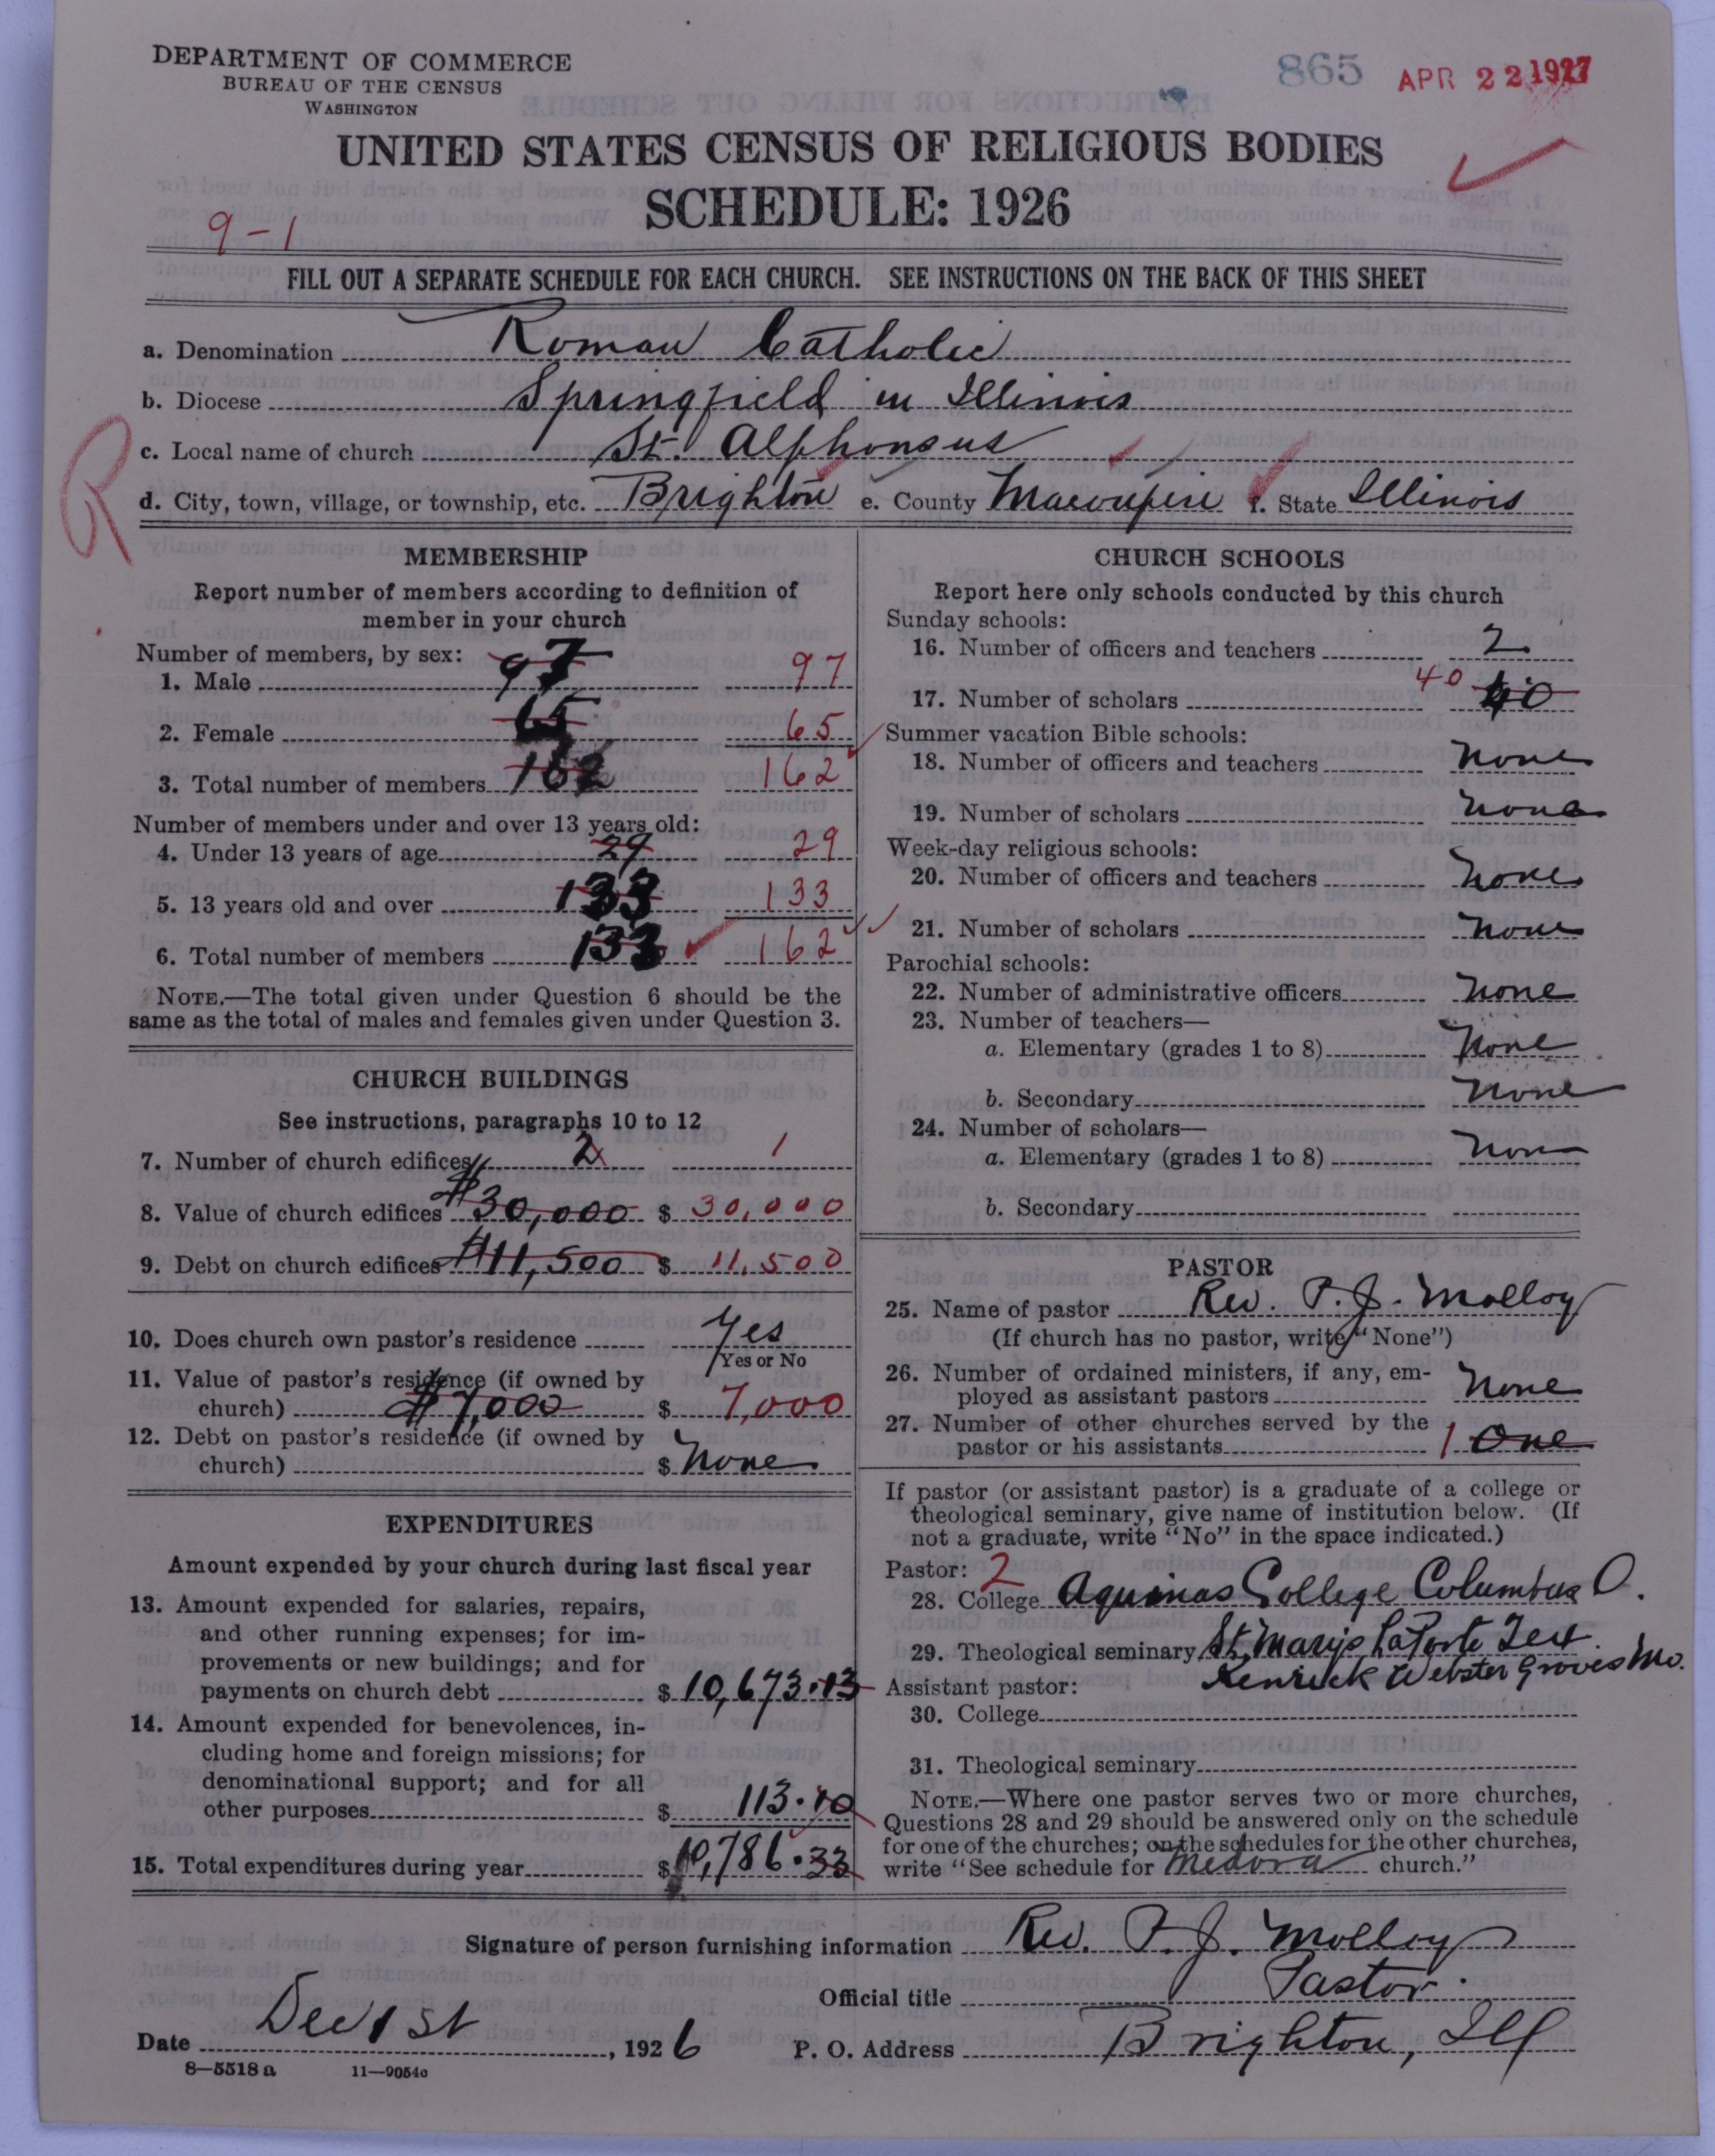 DEPARTMENT OF COMMERCE
BUREAU OF THE CENSUS
WASHINGTON
865 APR 22 1927
UNITED STATES CENSUS OF RELIGIOUS BODIES
SCHEDULE: 1926
9-1
FILL OUT A SEPARATE SCHEDULE FOR EACH CHURCH. SEE INSTRUCTIONS ON THE BACK OF THIS SHEET
a. Denomination Roman Catholic
b. Diocese Springfield in Illinois
c. Local name of church St. Alphonsus
R
d. City, town, village, or township, etc. Brighton e. County Macoupin f. State Illinois
MEMBERSHIP
Report number of members according to definition of
member in your church
Number of members, by sex:
1. Male 97 97
2. Female 65 65
3. Total number of members 162 162
Number of members under and over 13 years old:
4. Under 13 years of age 29 29
5. 13 years old and over 133 133
6. Total number of members 133 162
NOTE.—The total given under Question 6 should be the
same as the total of males and females given under Question 3.
CHURCH BUILDINGS
See instructions, paragraphs 10 to 12
7. Number of church edifices 2 1
8. Value of church edifices $30,000 $ 30,000
9. Debt on church edifices $11,500 $ 11,500
10. Does church own pastor's residence Yes
Yes or No
11. Value of pastor's residence (if owned by
church) $7,000 $ 7,000
12. Debt on pastor's residence (if owned by
church) $ None
EXPENDITURES
Amount expended by your church during last fiscal year
13. Amount expended for salaries, repairs,
and other running expenses; for im-
provements or new buildings; and for
payments on church debt $ 10,673.13
14. Amount expended for benevolences, in-
cluding home and foreign missions; for
denominational support; and for all
other purposes $ 113.10
15. Total expenditures during year $ 10,786.33
CHURCH SCHOOLS
Report here only schools conducted by this church
Sunday schools:
16. Number of officers and teachers 2
17. Number of scholars 40 40
Summer vacation Bible schools:
18. Number of officers and teachers None
19. Number of scholars None
Week-day religious schools:
20. Number of officers and teachers None
21. Number of scholars None
Parochial schools:
22. Number of administrative officers None
23. Number of teachers—
a. Elementary (grades 1 to 8) None
b. Secondary None
24. Number of scholars—
a. Elementary (grades 1 to 8) Non
b. Secondary
PASTOR
25. Name of pastor Rev. P. J. Molloy
(If church has no pastor, write "None")
26. Number of ordained ministers, if any, em-
ployed as assistant pastors None
27. Number of other churches served by the
pastor or his assistants 1 One
If pastor (or assistant pastor) is a graduate of a college or
theological seminary, give name of institution below. (If
not a graduate, write "No" in the space indicated.)
Pastor: 2
28. College Aquinas College Columbus O.
29. Theological seminary St. Marys LaPorte Tex.
Kenrick Webster Groves Mo.
Assistant pastor:
30. College
31. Theological seminary
NOTE.—Where one pastor serves two or more churches,
Questions 28 and 29 should be answered only on the schedule
for one of the churches; on the schedules for the other churches,
write "See schedule for Medora church."
Signature of person furnishing information Rev. P. J. Molloy
Official title Pastor.
Date Dec 1st, 1926 P. O. Address Brighton, Ill
8—5518 a 11—9054c